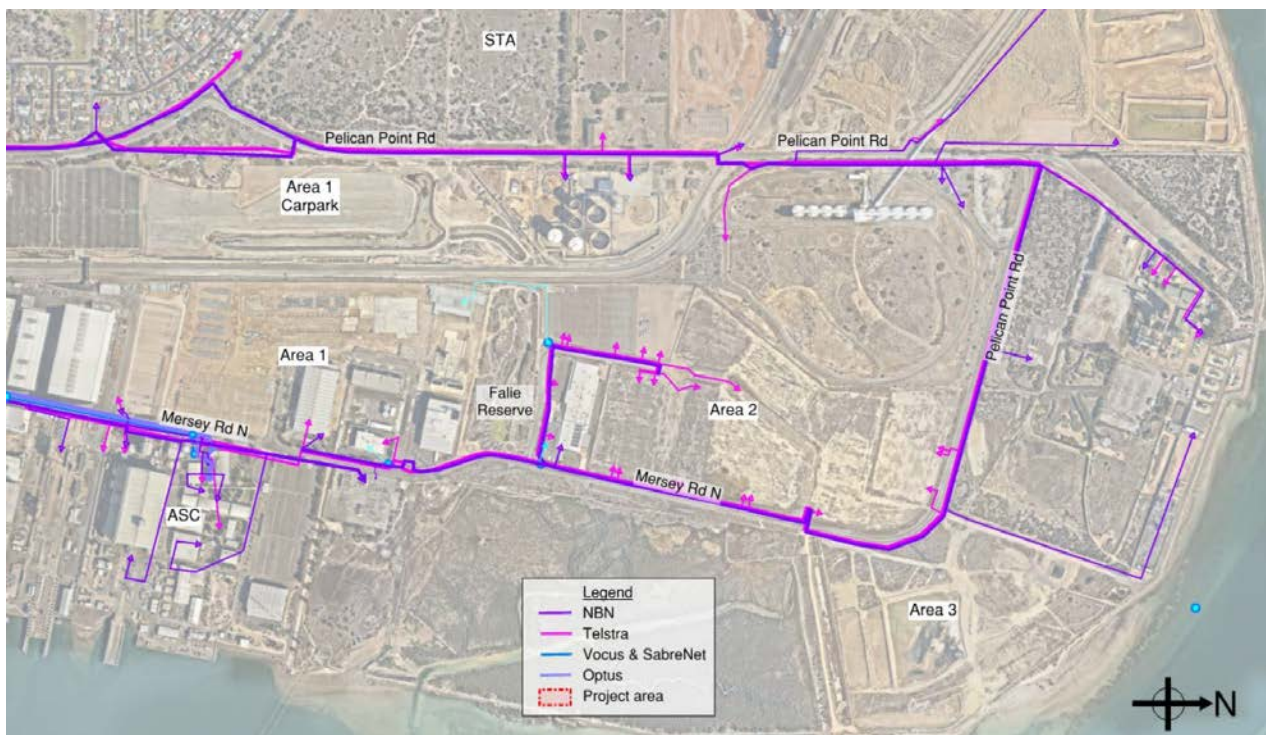 STA
Pelican Point Rd
Pelican Point Rd
Area 1
Carpark
Pelican Point Rd
Area 1
Falie
Reserve
Area 2
Mersey Rd N
Mersey Rd N
ASC
Area 3
Legend
NBN
Telstra
Vocus & SabreNet
Optus
Project area
N